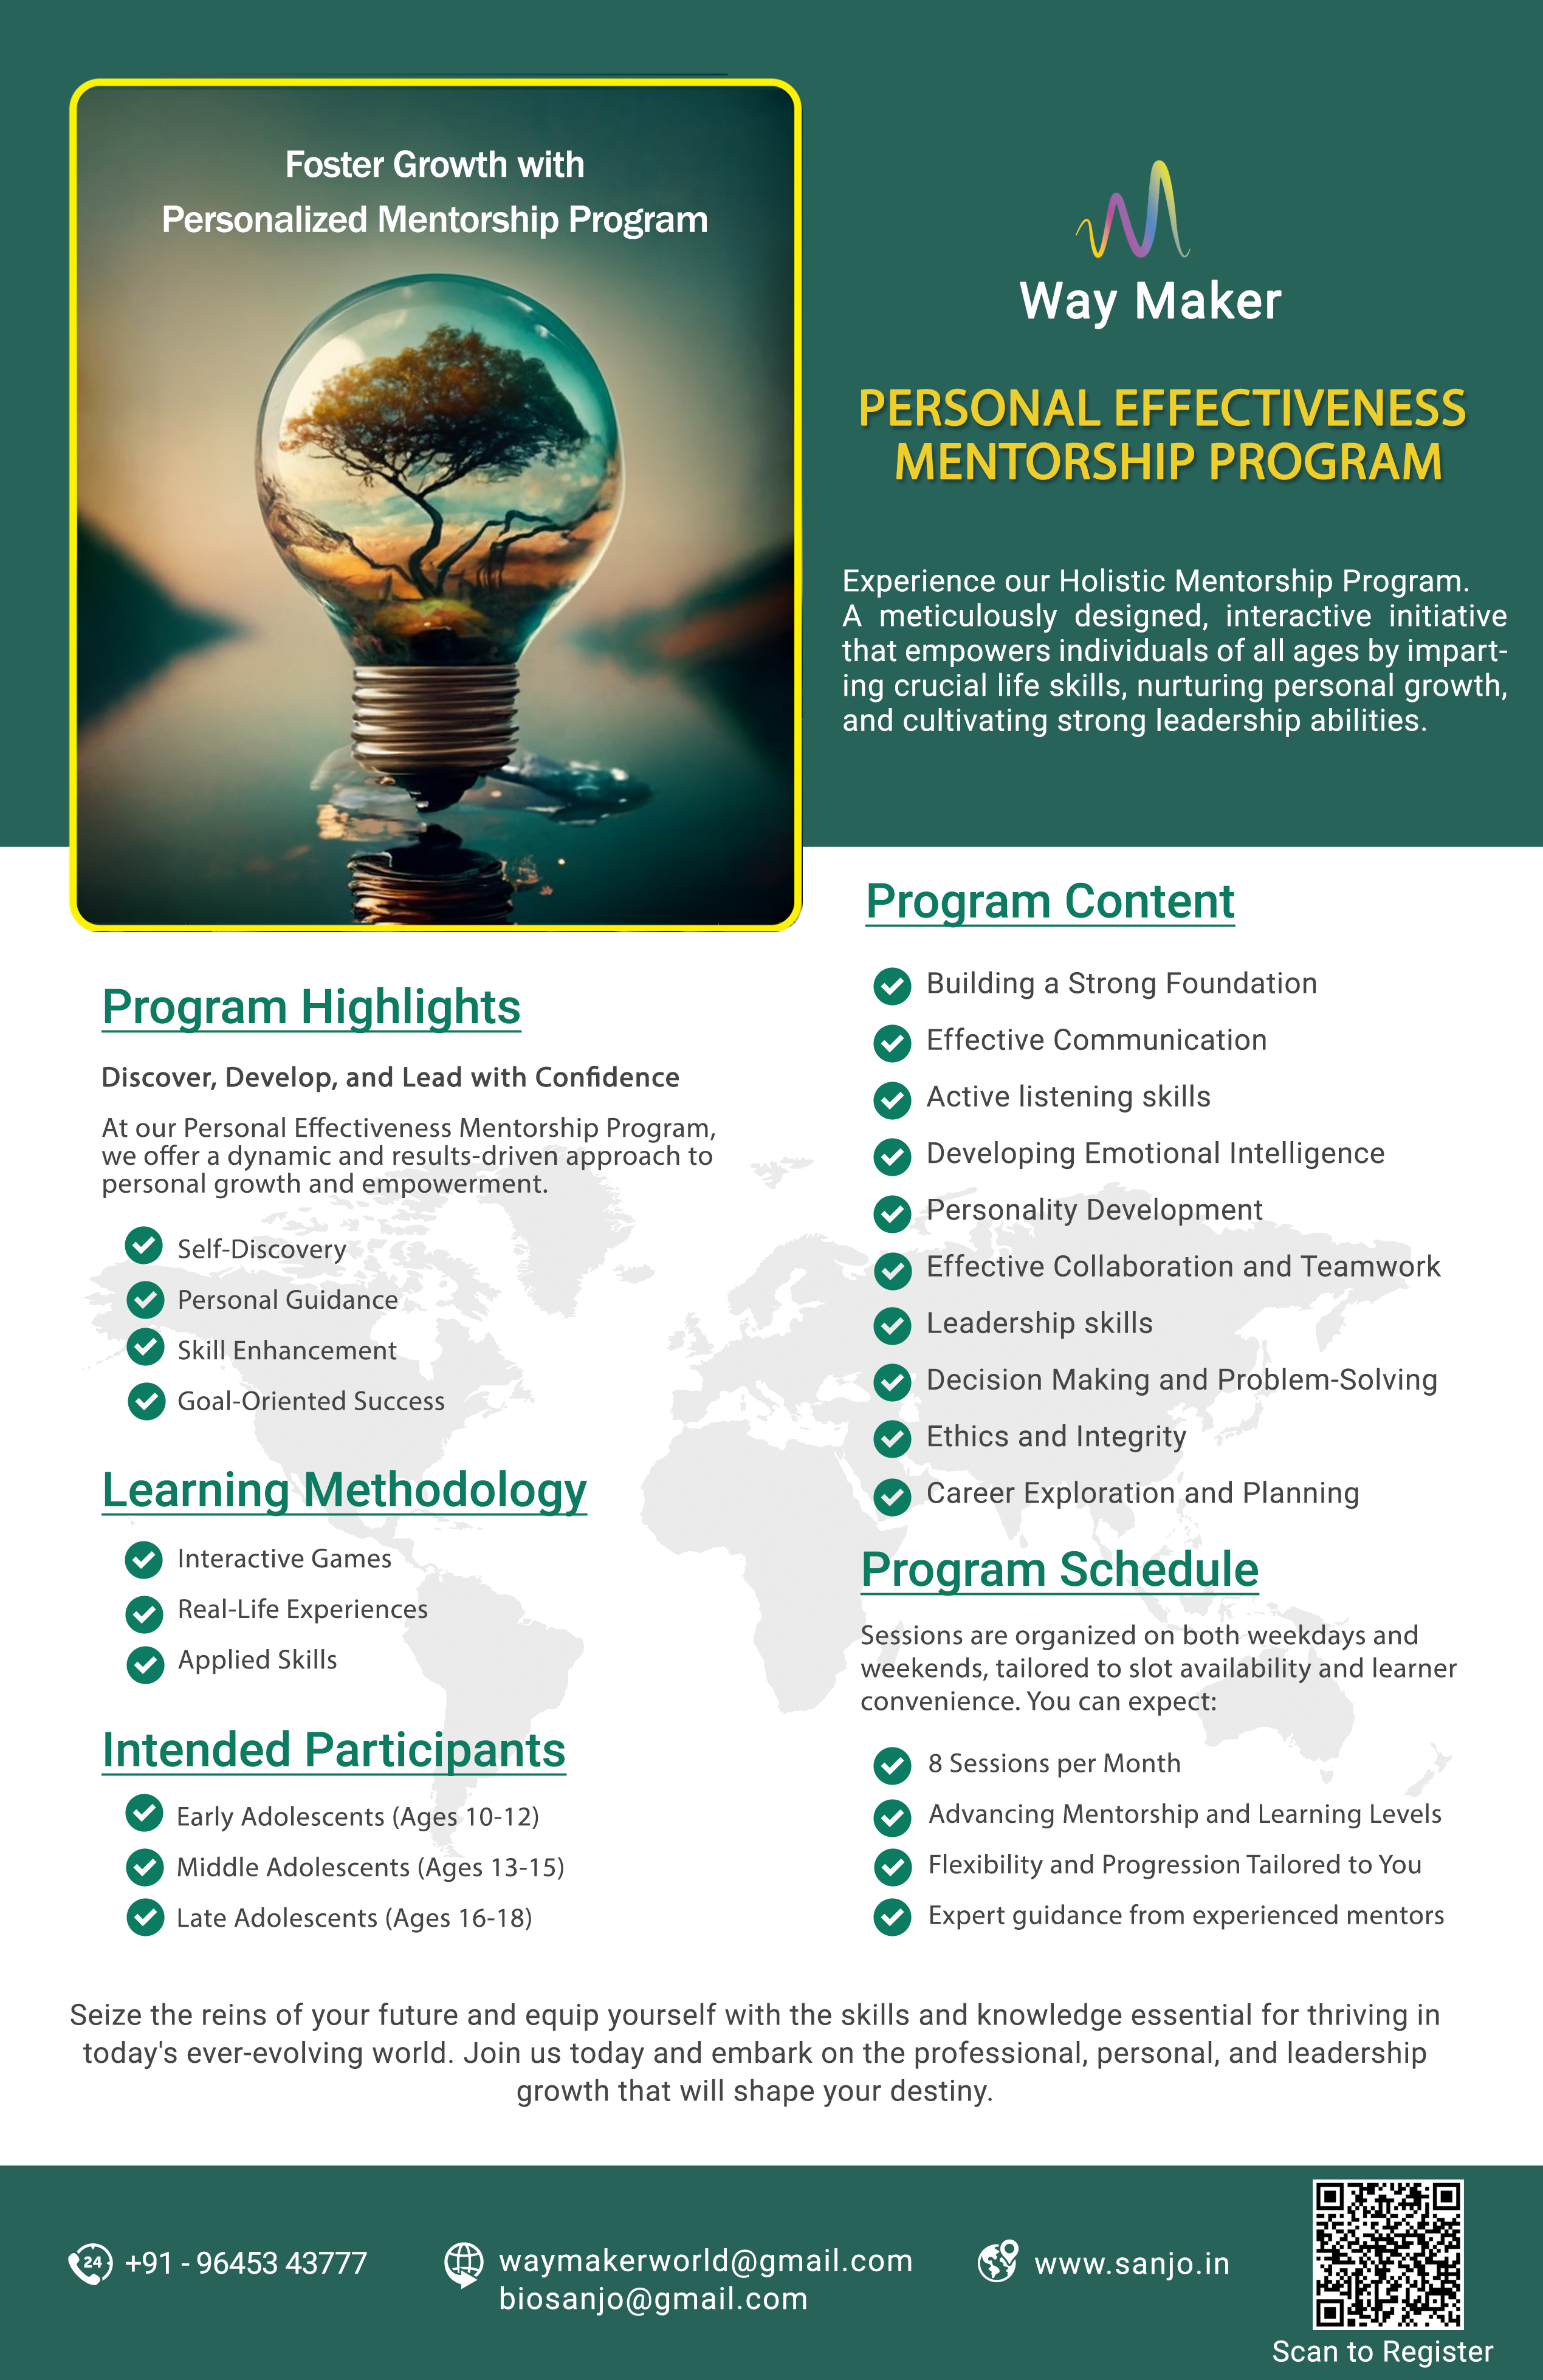 Foster Growth with
Personalized Mentorship Program
Way Maker
PERSONAL EFFECTIVENESS
MENTORSHIP PROGRAM
Experience our Holistic Mentorship Program.
A meticulously designed, interactive initiative
that empowers individuals of all ages by impart-
ing crucial life skills, nurturing personal growth,
and cultivating strong leadership abilities.
Program Highlights
Discover, Develop, and Lead with Confidence
At our Personal Effectiveness Mentorship Program,
we offer a dynamic and results-driven approach to
personal growth and empowerment.
Self-Discovery
Personal Guidance
Skill Enhancement
Goal-Oriented Success
Learning Methodology
Interactive Games
Real-Life Experiences
Applied Skills
Intended Participants
Early Adolescents (Ages 10-12)
Middle Adolescents (Ages 13-15)
Late Adolescents (Ages 16-18)
Program Content
Building a Strong Foundation
Effective Communication
Active listening skills
Developing Emotional Intelligence
Personality Development
Effective Collaboration and Teamwork
Leadership skills
Decision Making and Problem-Solving
Ethics and Integrity
Career Exploration and Planning
Program Schedule
Sessions are organized on both weekdays and
weekends, tailored to slot availability and learner
convenience. You can expect:
8 Sessions per Month
Advancing Mentorship and Learning Levels
Flexibility and Progression Tailored to You
Expert guidance from experienced mentors
Seize the reins of your future and equip yourself with the skills and knowledge essential for thriving in
today's ever-evolving world. Join us today and embark on the professional, personal, and leadership
growth that will shape your destiny.
24 +91 - 96453 43777
waymakerworld@gmail.com
biosanjo@gmail.com
www.sanjo.in
Scan to Register